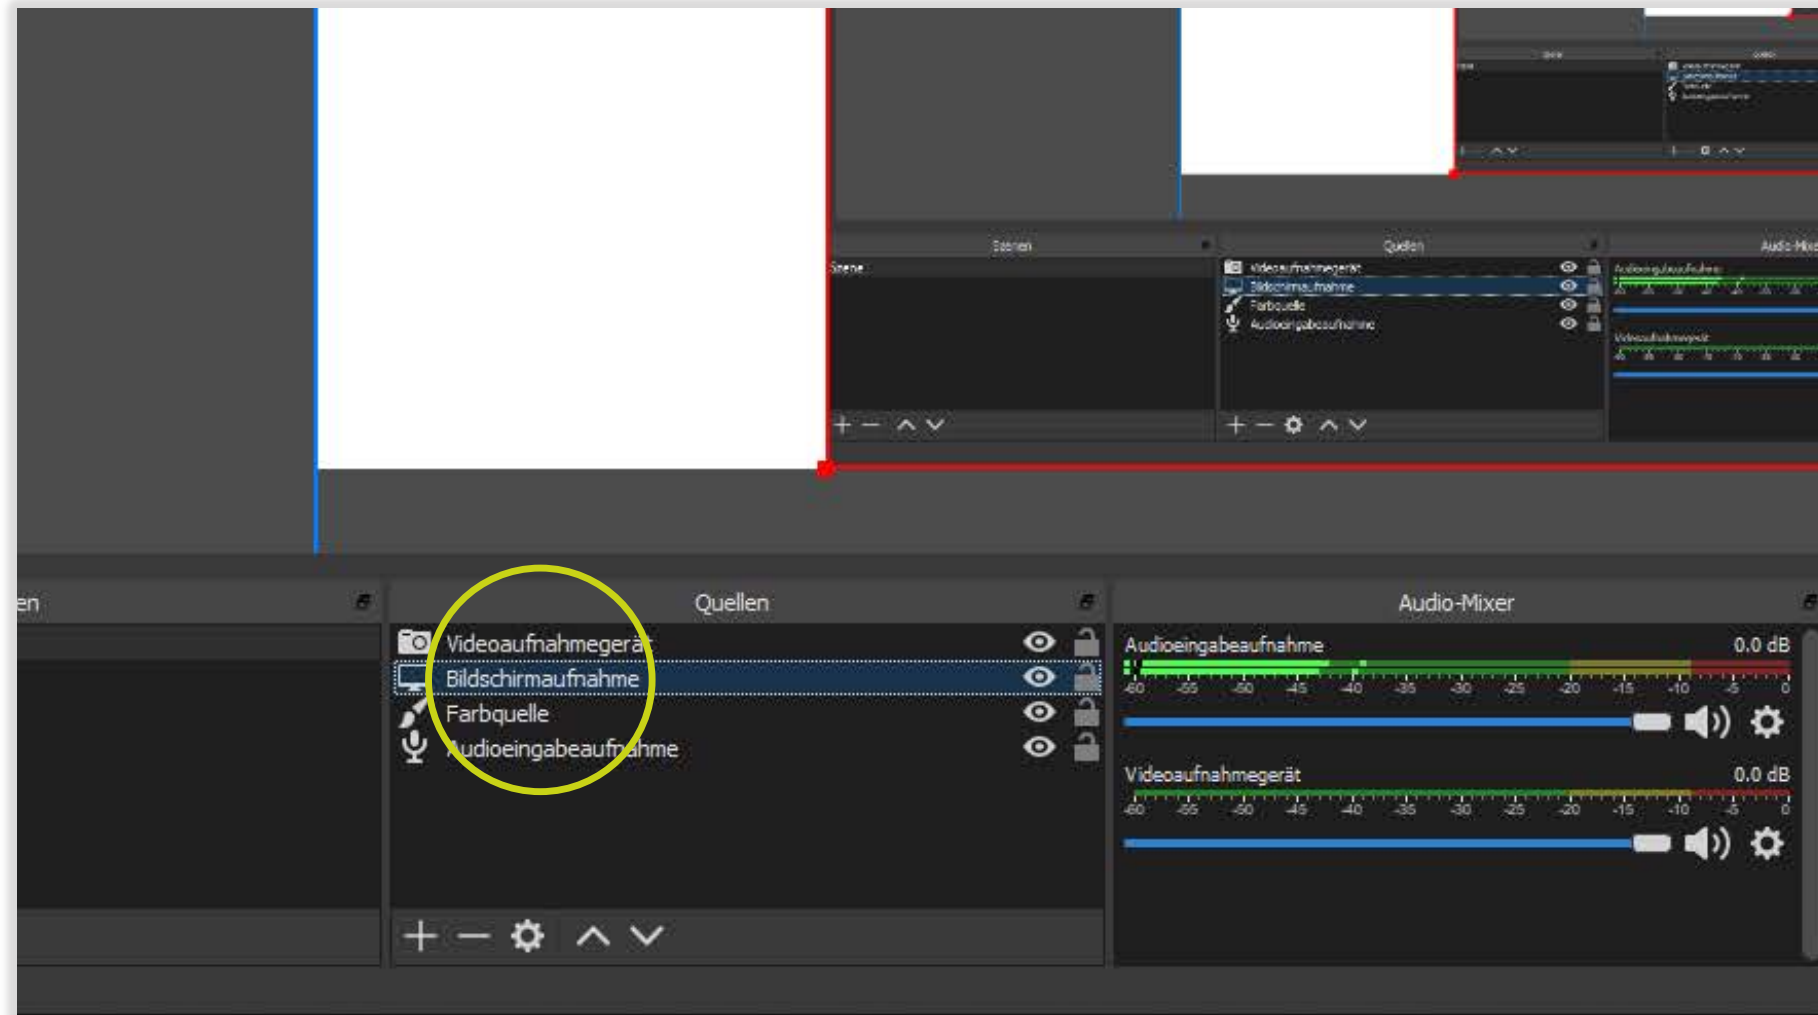 Szenen
Quellen
Szene
Videoaufnahmegerät
Bildschirmaufnahme
Farbquelle
Audioeingabeaufnahme
Audioeingabeaufnahme
Videoaufnahmegerät
en
Quellen
Audio-Mixer
Videoaufnahmegerät
Bildschirmaufnahme
Farbquelle
Audioeingabeaufnahme
Audioeingabeaufnahme 0.0 dB
-60 -55 -50 -45 -40 -35 -30 -25 -20 -15 -10 -5 0
Videoaufnahmegerät 0.0 dB
-60 -55 -50 -45 -40 -35 -30 -25 -20 -15 -10 -5 0